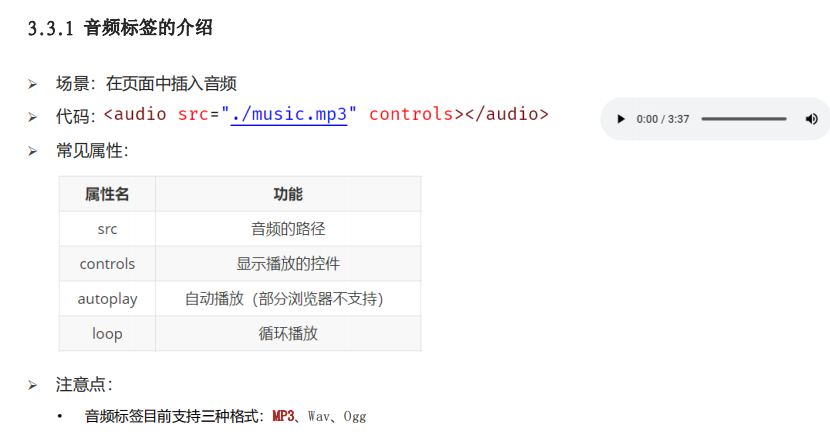 3.3.1 音频标签的介绍
➢ 场景：在页面中插入音频
➢ 代码：<audio src="./music.mp3" controls></audio>
0:00 / 3:37
➢ 常见属性：
属性名 功能
src 音频的路径
controls 显示播放的控件
autoplay 自动播放（部分浏览器不支持）
loop 循环播放
➢ 注意点：
• 音频标签目前支持三种格式：MP3、Wav、Ogg